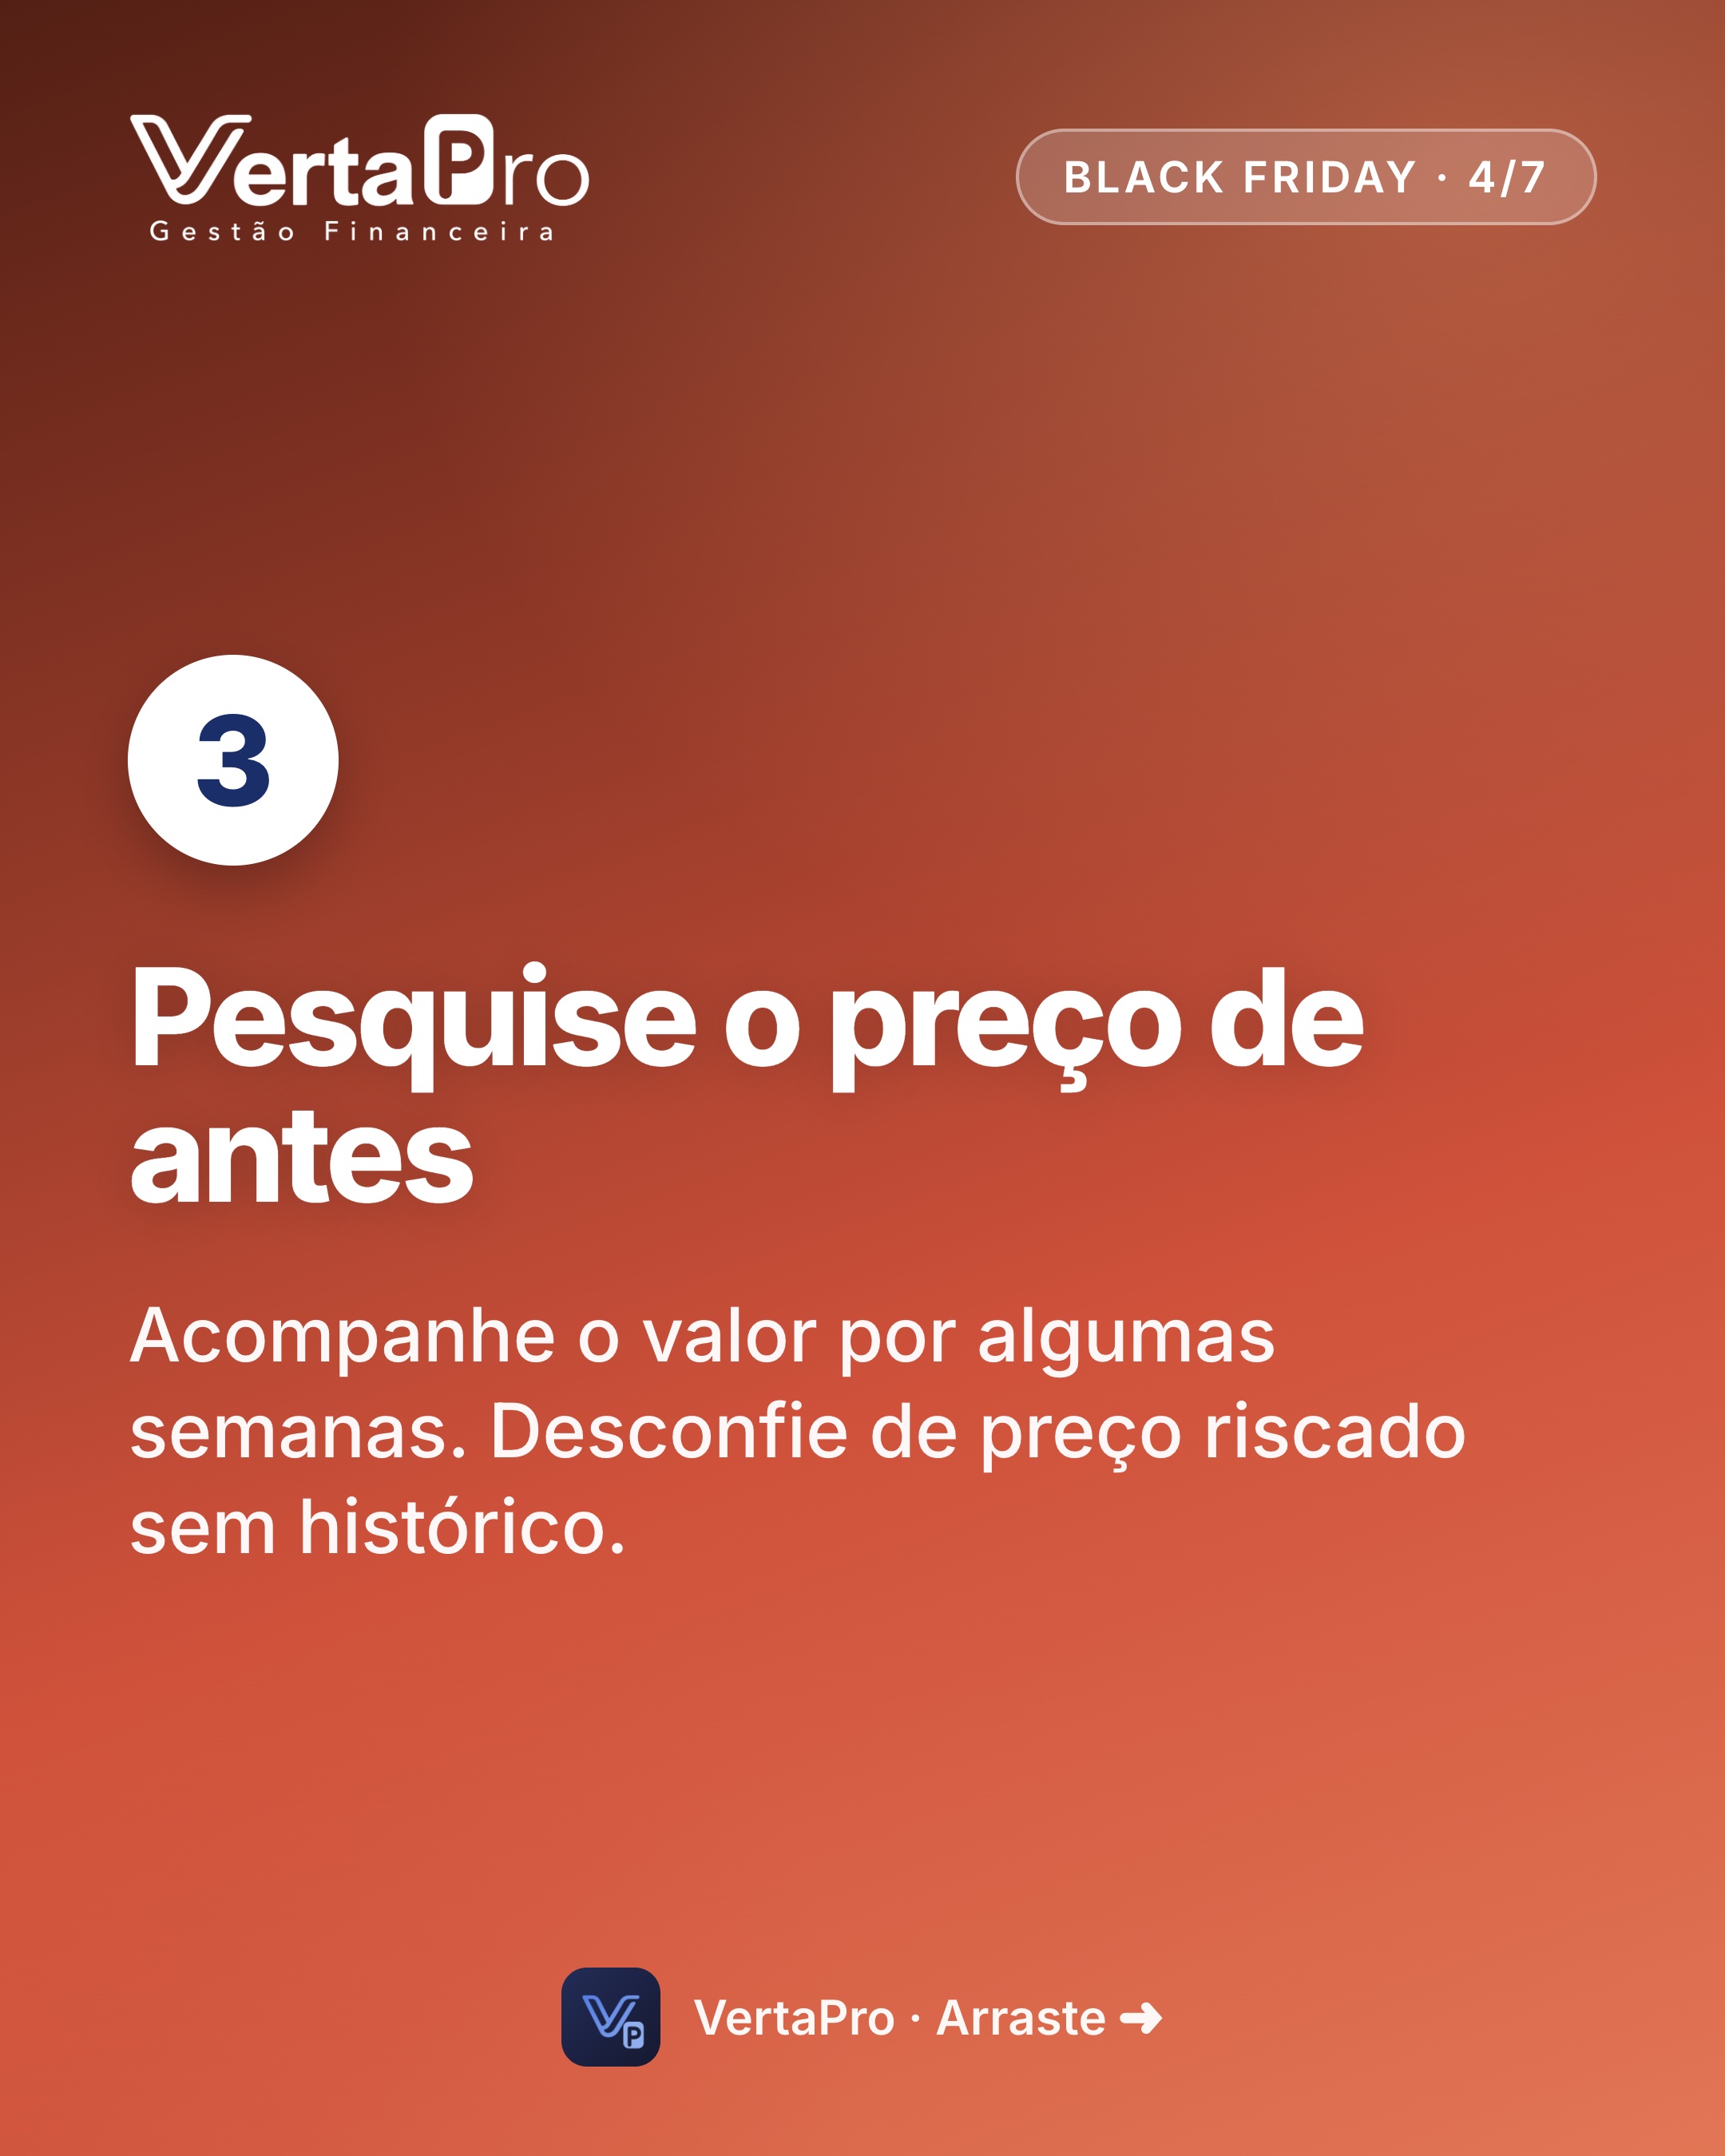 VertaPro
Gestão Financeira
BLACK FRIDAY · 4/7
3
Pesquise o preço de
antes
Acompanhe o valor por algumas
semanas. Desconfie de preço riscado
sem histórico.
VertaPro · Arraste ➜